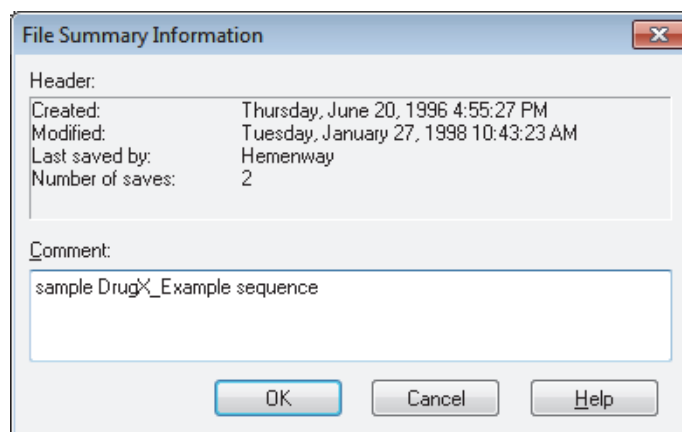 File Summary Information
Header:
Created: Thursday, June 20, 1996 4:55:27 PM
Modified: Tuesday, January 27, 1998 10:43:23 AM
Last saved by: Hemenway
Number of saves: 2
Comment:
sample DrugX_Example sequence
OK Cancel Help